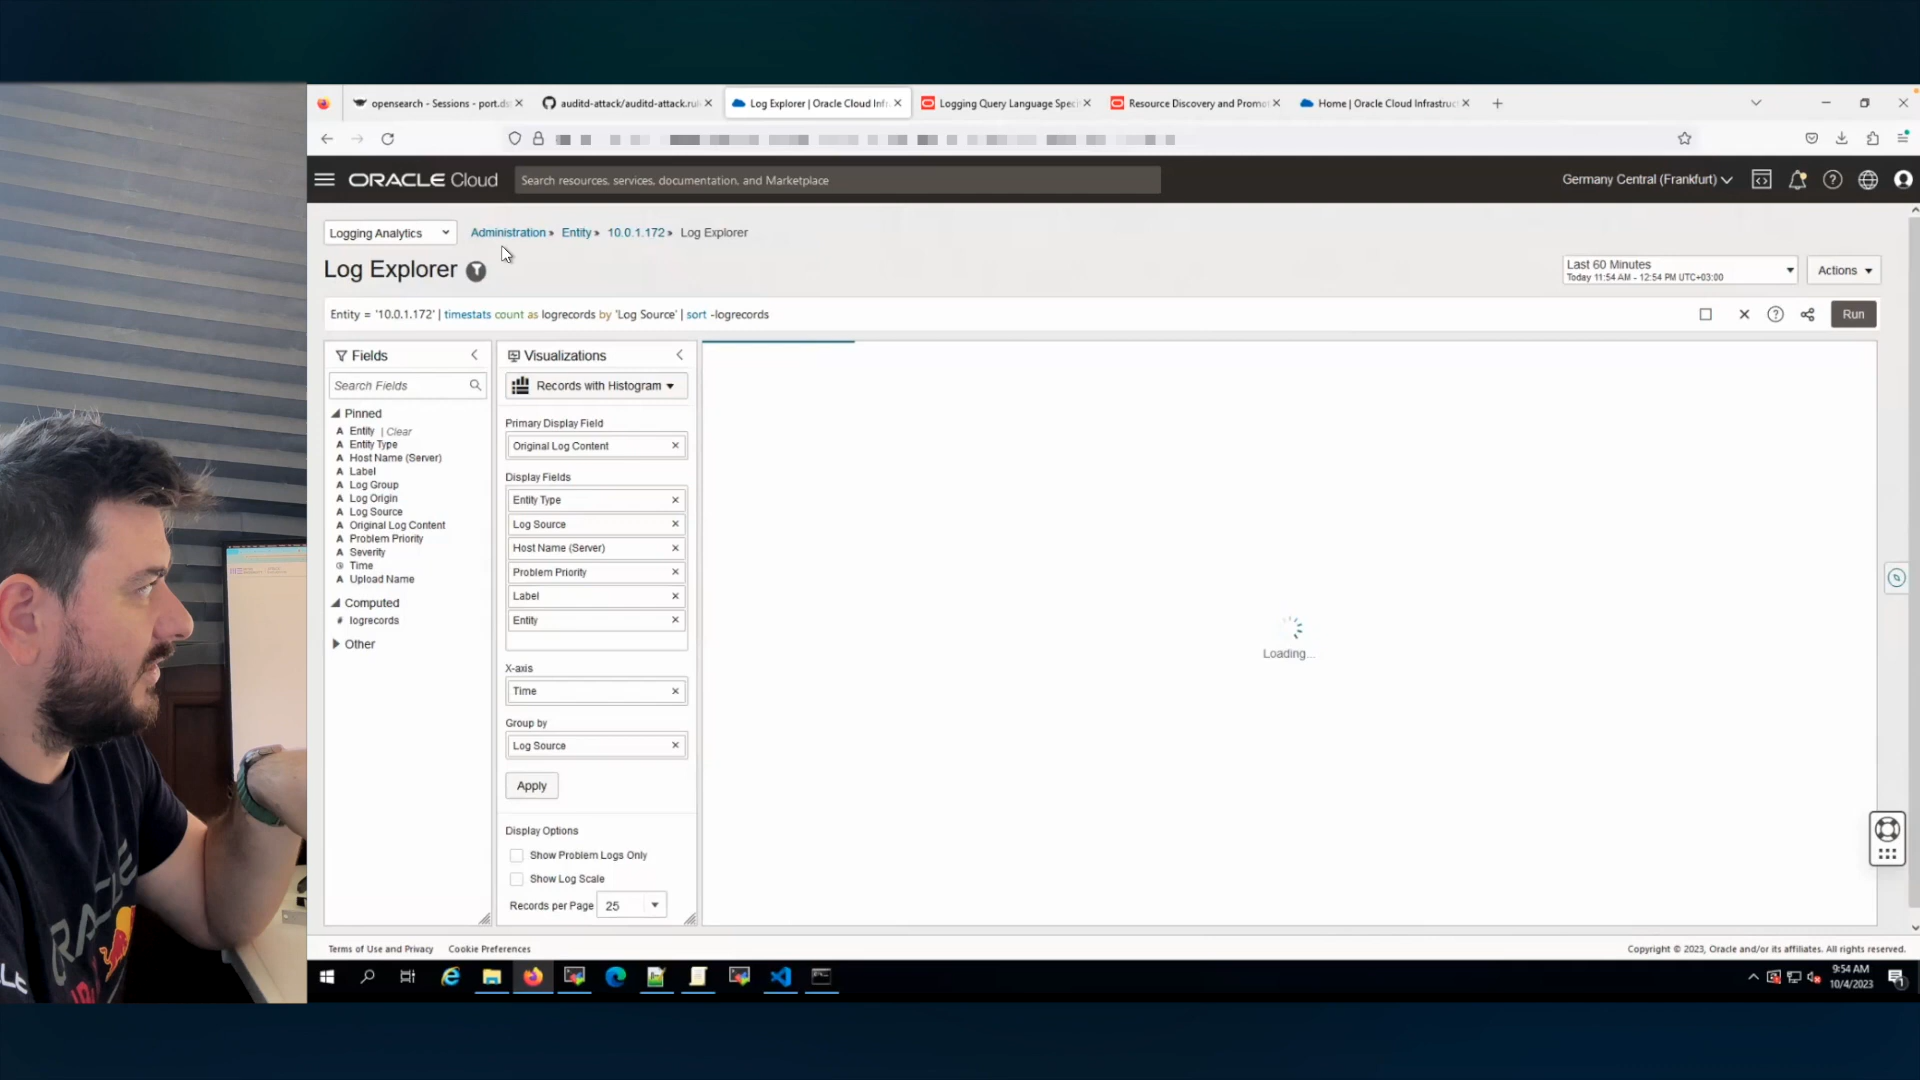 opensearch - Sessions - port.ds
auditd-attack/auditd-attack.rul
Log Explorer | Oracle Cloud Infr
Logging Query Language Speci
Resource Discovery and Promo
Home | Oracle Cloud Infrastruc
ORACLE Cloud
Search resources, services, documentation, and Marketplace
Germany Central (Frankfurt)
Logging Analytics
Administration » Entity » 10.0.1.172 » Log Explorer
Log Explorer
Last 60 Minutes
Today 11:54 AM - 12:54 PM UTC+03:00
Actions
Entity = '10.0.1.172' | timestats count as logrecords by 'Log Source' | sort -logrecords
Run
Fields
Search Fields
Pinned
A Entity | Clear
A Entity Type
A Host Name (Server)
A Label
A Log Group
A Log Origin
A Log Source
A Original Log Content
A Problem Priority
A Severity
Time
A Upload Name
Computed
# logrecords
Other
Visualizations
Records with Histogram
Primary Display Field
Original Log Content
Display Fields
Entity Type
Log Source
Host Name (Server)
Problem Priority
Label
Entity
X-axis
Time
Group by
Log Source
Apply
Display Options
Show Problem Logs Only
Show Log Scale
Records per Page 25
Loading...
Terms of Use and Privacy
Cookie Preferences
Copyright © 2023, Oracle and/or its affiliates. All rights reserved.
9:54 AM
10/4/2023
1
ORACLE